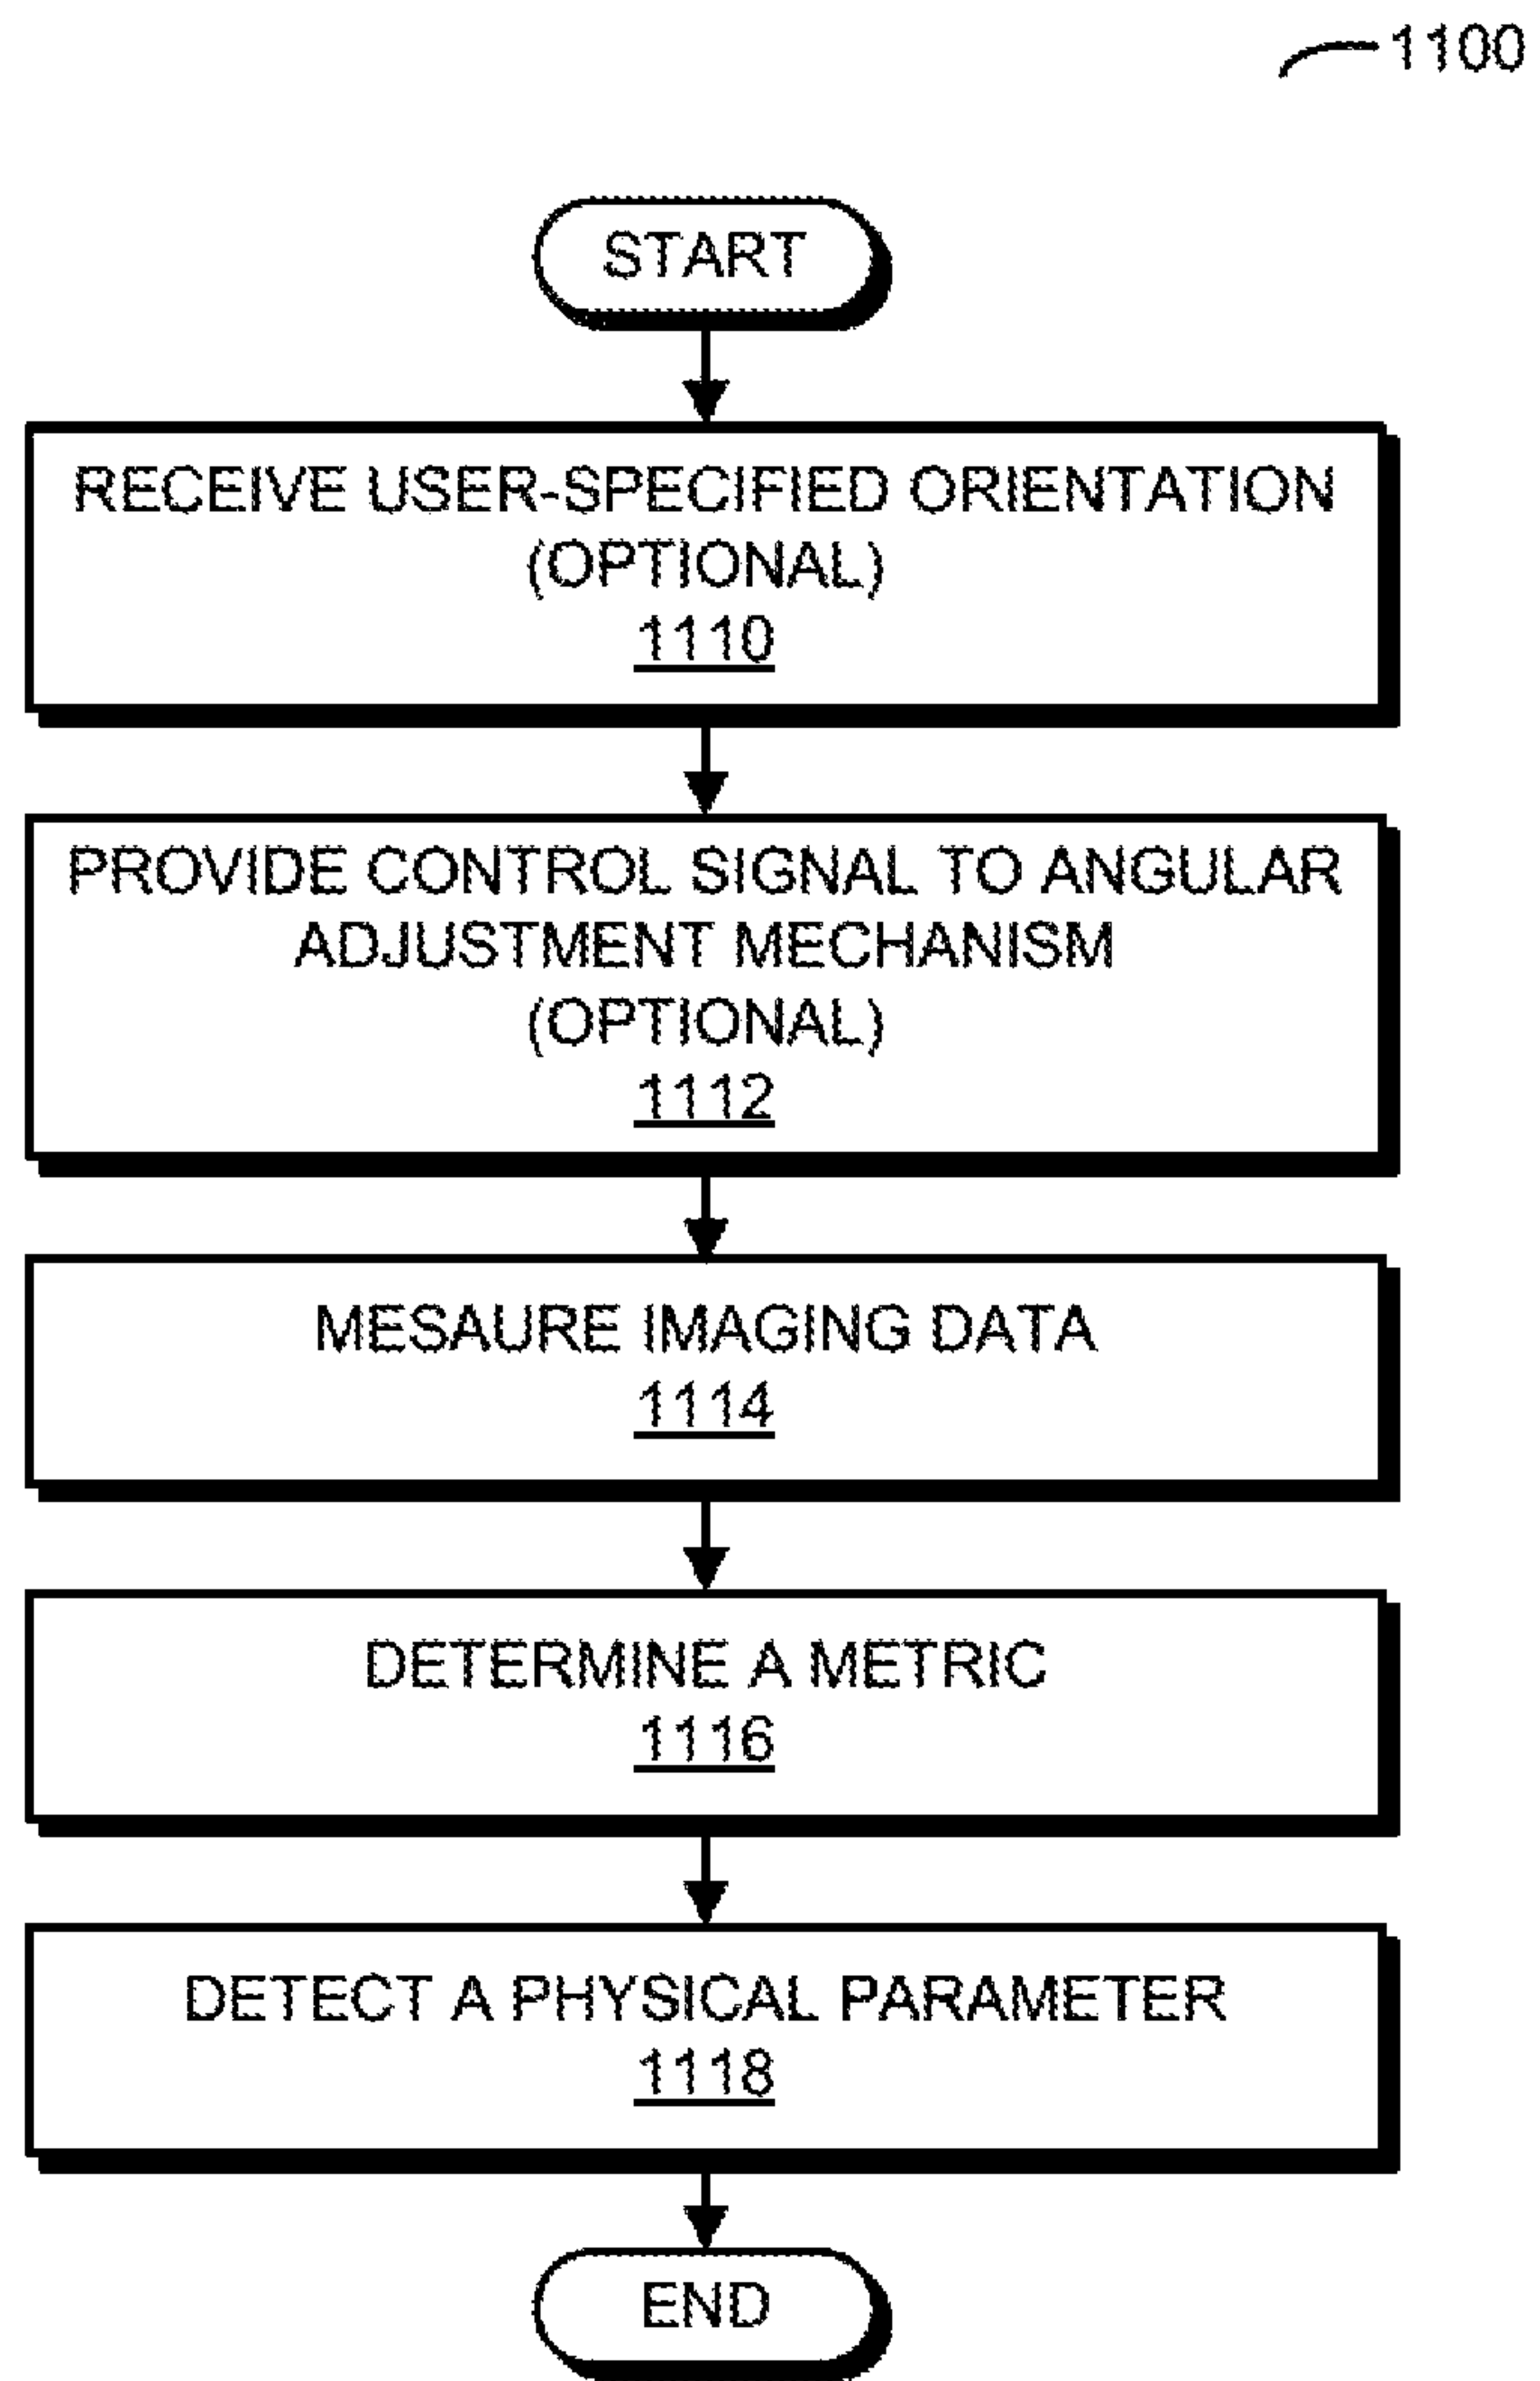 1100
START
RECEIVE USER-SPECIFIED ORIENTATION
(OPTIONAL)
1110
PROVIDE CONTROL SIGNAL TO ANGULAR
ADJUSTMENT MECHANISM
(OPTIONAL)
1112
MESAURE IMAGING DATA
1114
DETERMINE A METRIC
1116
DETECT A PHYSICAL PARAMETER
1118
END